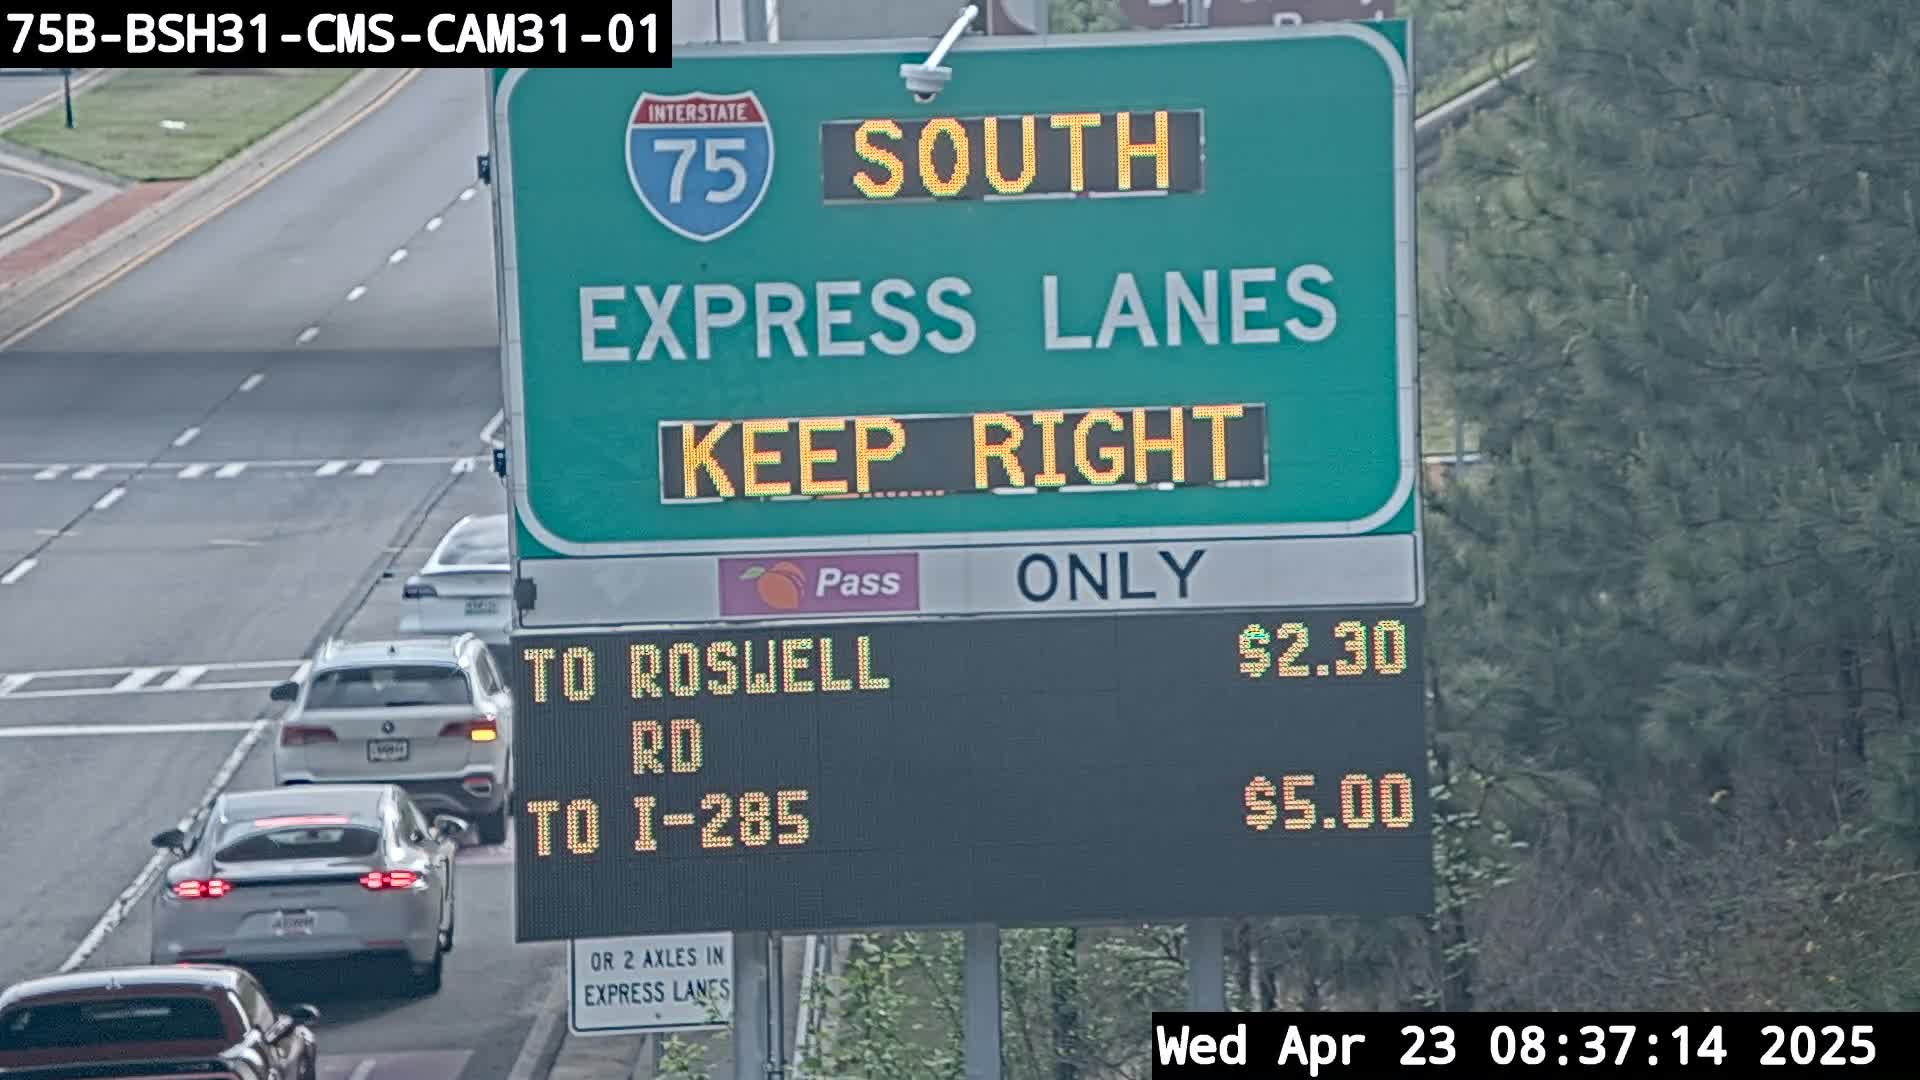 75B-BSH31-CMS-CAM31-01
INTERSTATE
75
SOUTH
EXPRESS LANES
KEEP RIGHT
Pass ONLY
TO ROSWELL $2.30
RD
TO I-285 $5.00
OR 2 AXLES IN
EXPRESS LANES
Wed Apr 23 08:37:14 2025